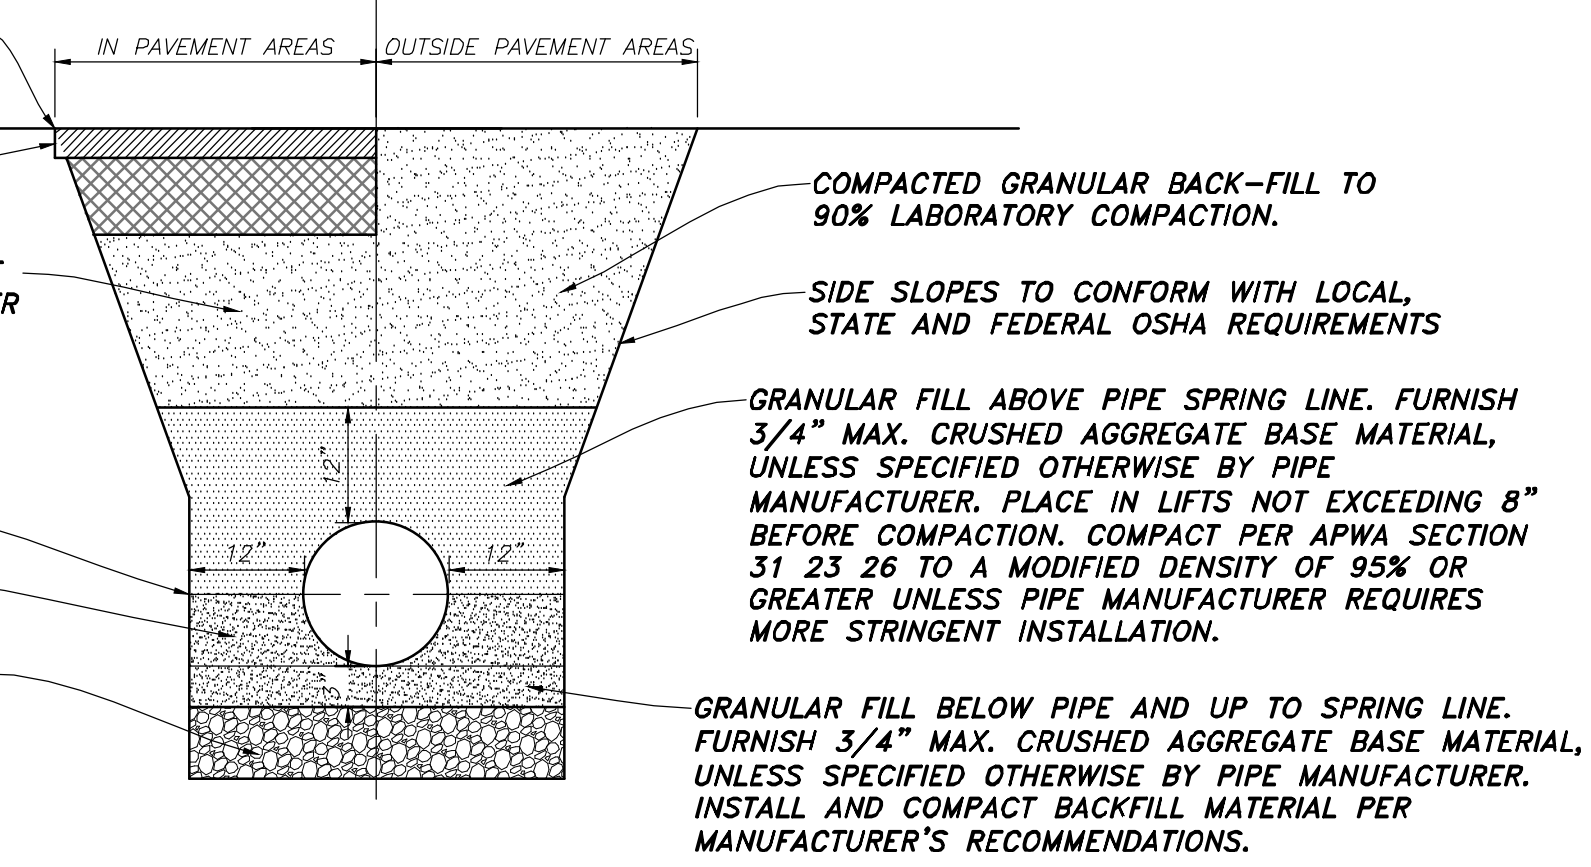 IN PAVEMENT AREAS
OUTSIDE PAVEMENT AREAS
COMPACTED GRANULAR BACK-FILL TO
90% LABORATORY COMPACTION.
SIDE SLOPES TO CONFORM WITH LOCAL,
STATE AND FEDERAL OSHA REQUIREMENTS
GRANULAR FILL ABOVE PIPE SPRING LINE. FURNISH
3/4" MAX. CRUSHED AGGREGATE BASE MATERIAL,
UNLESS SPECIFIED OTHERWISE BY PIPE
MANUFACTURER. PLACE IN LIFTS NOT EXCEEDING 8"
BEFORE COMPACTION. COMPACT PER APWA SECTION
31 23 26 TO A MODIFIED DENSITY OF 95% OR
GREATER UNLESS PIPE MANUFACTURER REQUIRES
MORE STRINGENT INSTALLATION.
12"
12"
12"
3"
GRANULAR FILL BELOW PIPE AND UP TO SPRING LINE.
FURNISH 3/4" MAX. CRUSHED AGGREGATE BASE MATERIAL,
UNLESS SPECIFIED OTHERWISE BY PIPE MANUFACTURER.
INSTALL AND COMPACT BACKFILL MATERIAL PER
MANUFACTURER'S RECOMMENDATIONS.